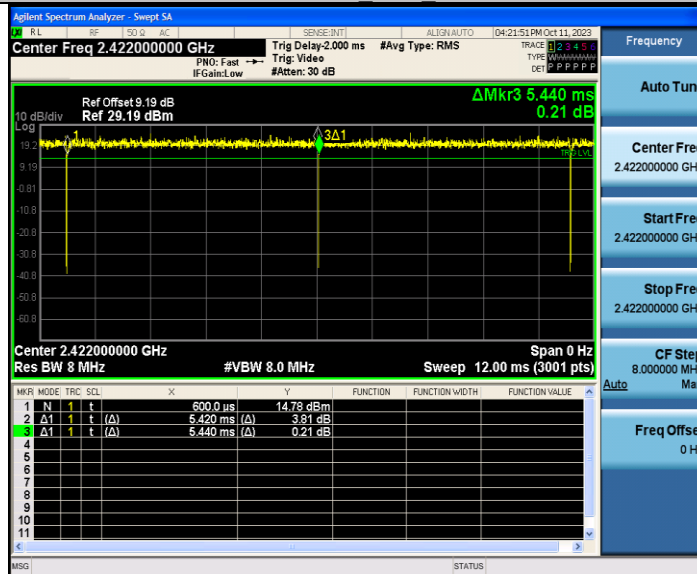 Agilent Spectrum Analyzer - Swept SA
RL RF 50 Ω AC SENSE:INT ALIGN AUTO 04:21:51PM Oct 11, 2023
Center Freq 2.422000000 GHz
Trig Delay-2.000 ms #Avg Type: RMS
TRACE 1 2 3 4 5 6
PNO: Fast Trig: Video
TYPE W
IFGain:Low #Atten: 30 dB
DET P P P P P P
Frequency
ΔMkr3 5.440 ms
0.21 dB
Ref Offset 9.19 dB
10 dB/div Ref 29.19 dBm
Log
1
3Δ1
19.2
TRG LVL
9.19
-0.81
-10.8
-20.8
-30.8
-40.8
-50.8
-60.8
Center 2.422000000 GHz Span 0 Hz
Res BW 8 MHz #VBW 8.0 MHz Sweep 12.00 ms (3001 pts)
MKR MODE TRC SCL X Y FUNCTION FUNCTION WIDTH FUNCTION VALUE
1 N 1 t 600.0 µs 14.78 dBm
2 Δ1 1 t (Δ) 5.420 ms (Δ) 3.81 dB
3 Δ1 1 t (Δ) 5.440 ms (Δ) 0.21 dB
4
5
6
7
8
9
10
11
MSG STATUS
Auto Tun
Center Fre
2.422000000 GH
Start Fre
2.422000000 GH
Stop Fre
2.422000000 GH
CF Step
8.000000 MH
Auto Ma
Freq Offse
0 H